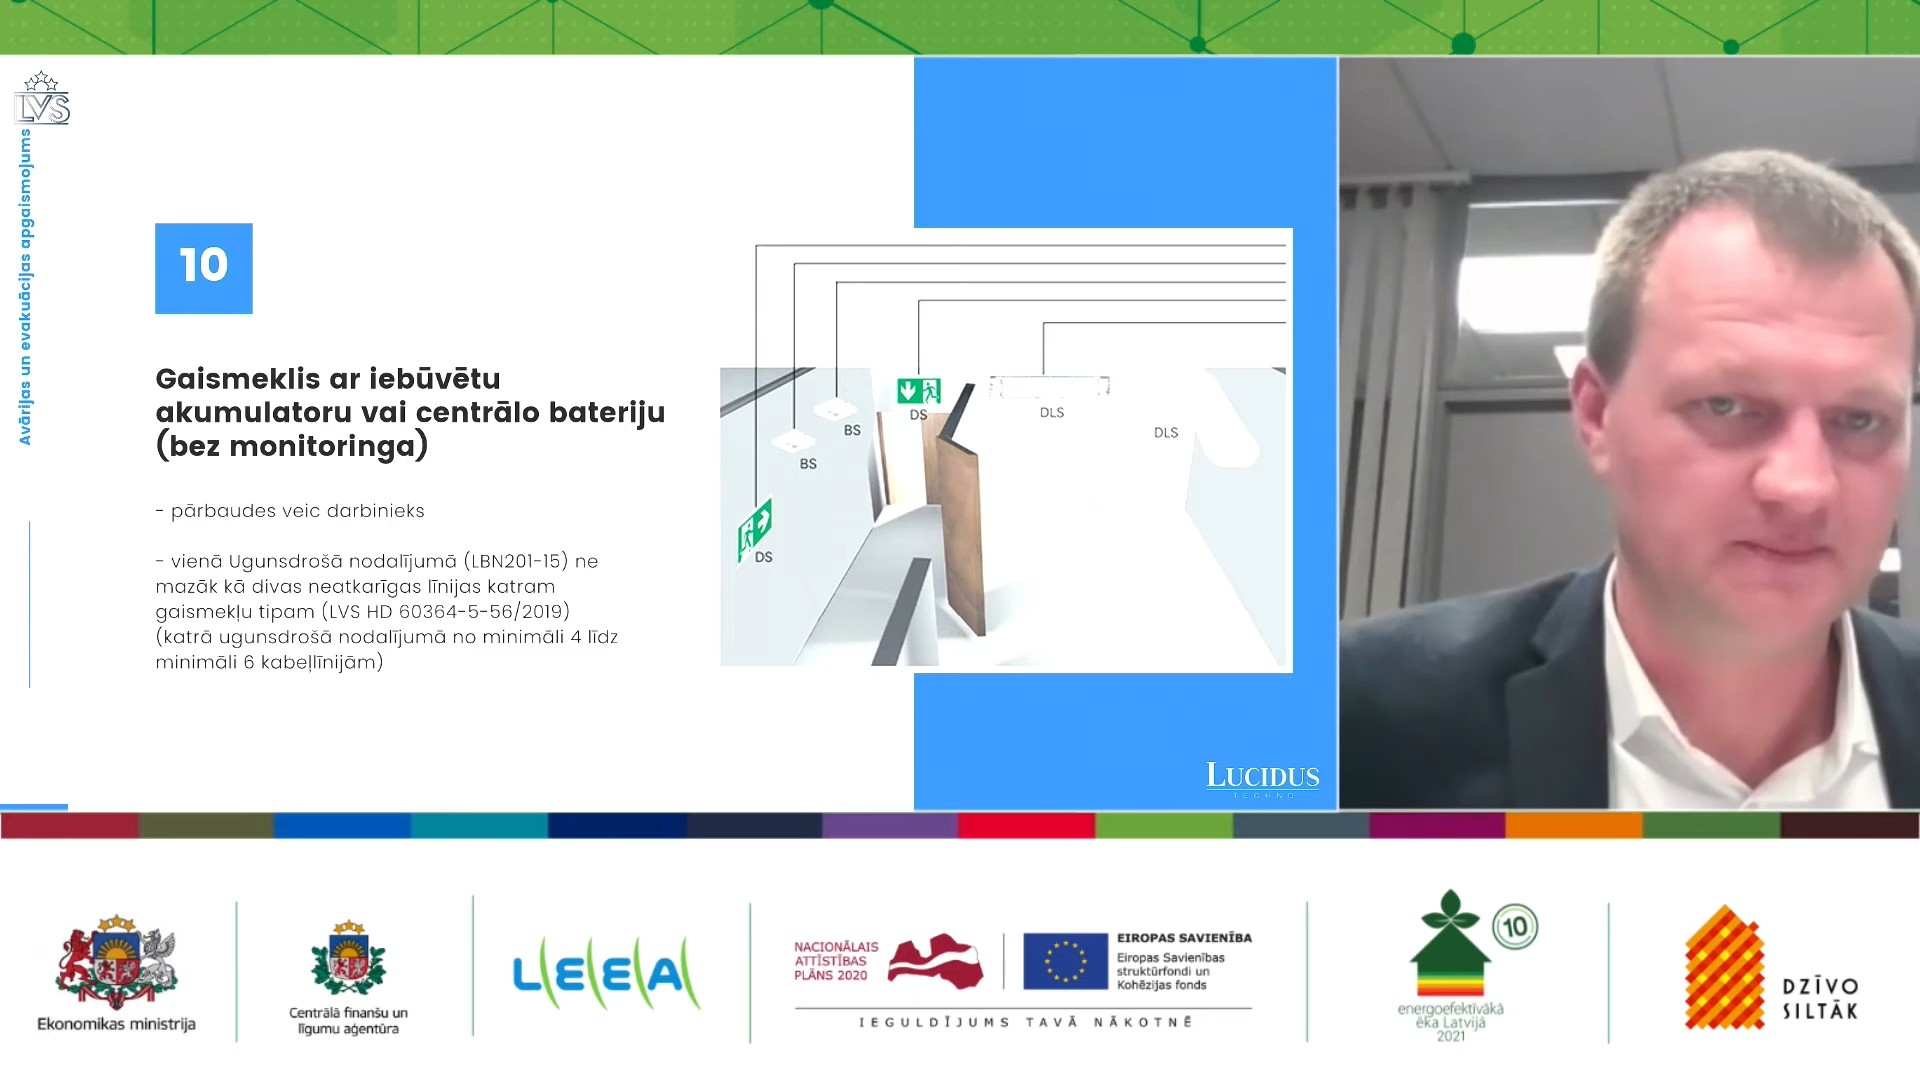 LVS
Avārijas un evakuācijas apgaismojums
10
Gaismeklis ar iebūvētu
akumulatoru vai centrālo bateriju
(bez monitoringa)
- pārbaudes veic darbinieks
- vienā Ugunsdrošā nodalījumā (LBN201-15) ne
mazāk kā divas neatkarīgas līnijas katram
gaismekļu tipam (LVS HD 60364-5-56/2019)
(katrā ugunsdrošā nodalījumā no minimāli 4 līdz
minimāli 6 kabeļlīnijām)
DS
DLS
BS
DLS
BS
DS
LUCIDUS
TECHNO
Ekonomikas ministrija
Centrālā finanšu un
līgumu aģentūra
LEEA
NACIONĀLAIS
ATTĪSTĪBAS
PLĀNS 2020
EIROPAS SAVIENĪBA
Eiropas Savienības
struktūrfondi un
Kohēzijas fonds
IEGULDĪJUMS TAVĀ NĀKOTNĒ
10
energoefektīvākā
ēka Latvijā
2021
DZĪVO
SILTĀK